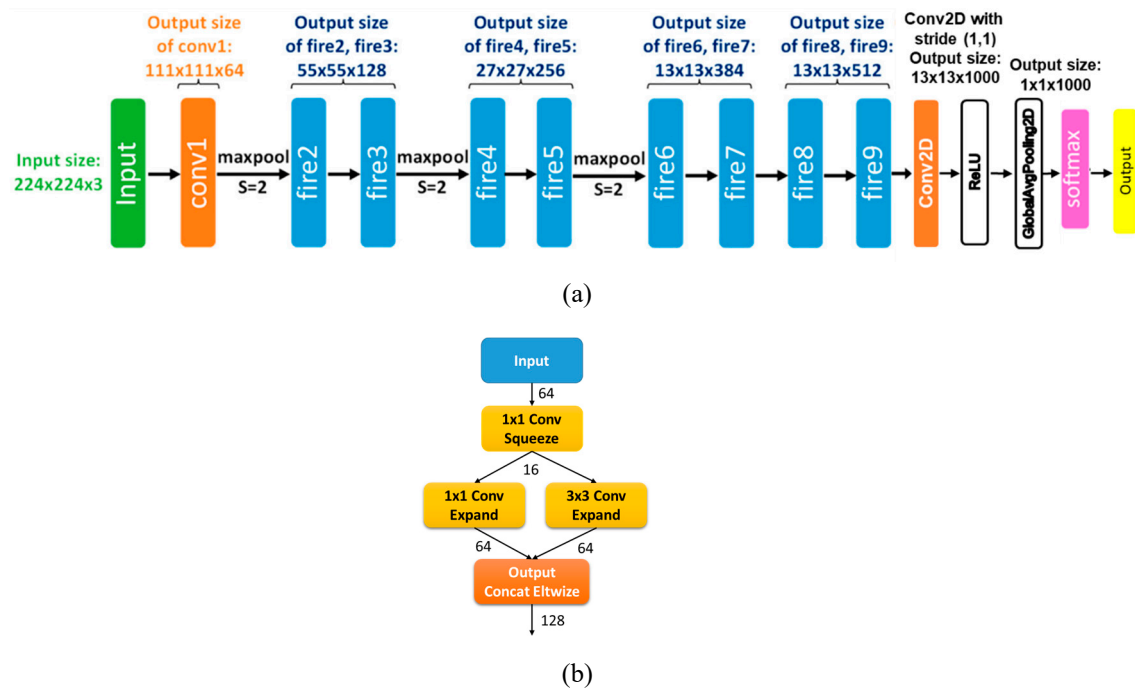 Output size
of conv1:
111x111x64
Output size
of fire2, fire3:
55x55x128
Output size
of fire4, fire5:
27x27x256
Output size
of fire6, fire7:
13x13x384
Output size
of fire8, fire9:
13x13x512
Conv2D with
stride (1,1)
Output size:
13x13x1000
Output size:
1x1x1000
Input size:
224x224x3
Input
conv1
maxpool
S=2
fire2
fire3
maxpool
S=2
fire4
fire5
maxpool
S=2
fire6
fire7
fire8
fire9
Conv2D
ReLU
GlobalAvgPooling2D
softmax
Output
(a)
Input
64
1x1 Conv
Squeeze
16
1x1 Conv
Expand
3x3 Conv
Expand
64
64
Output
Concat Eltwize
128
(b)